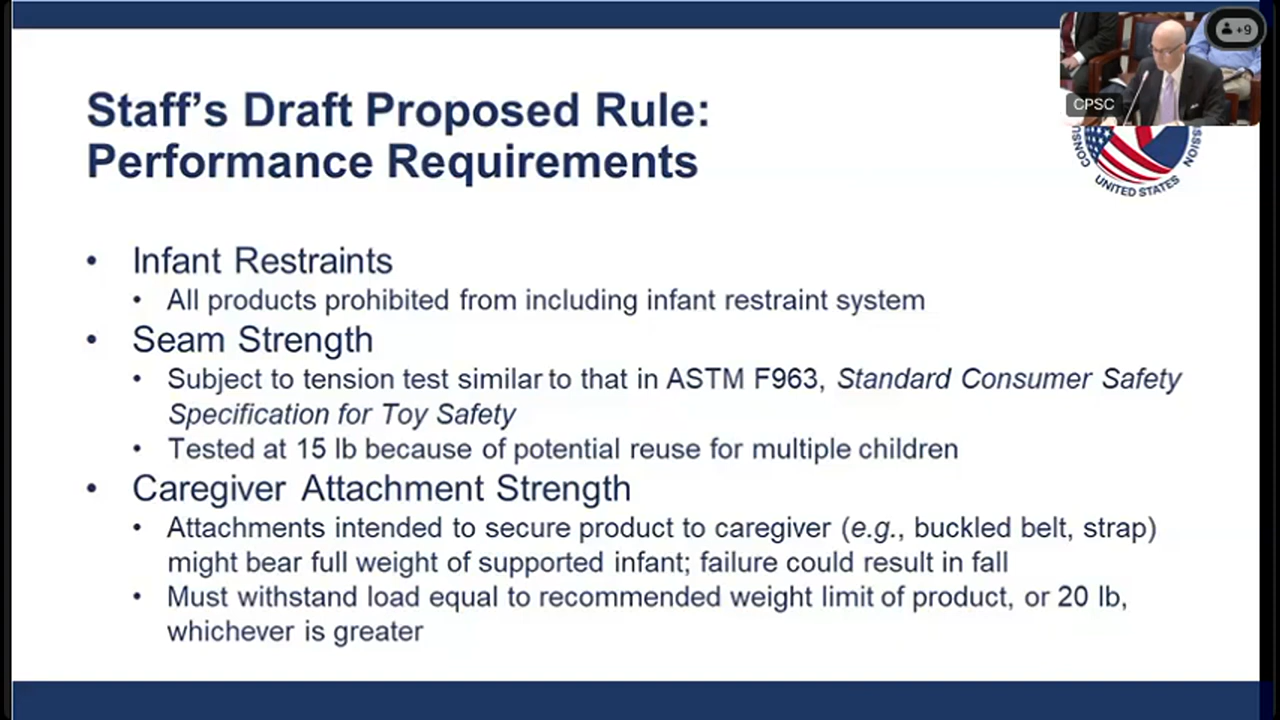 +9
CPSC
Staff's Draft Proposed Rule:
Performance Requirements
UNITED STATES
• Infant Restraints
• All products prohibited from including infant restraint system
• Seam Strength
• Subject to tension test similar to that in ASTM F963, Standard Consumer Safety
Specification for Toy Safety
• Tested at 15 lb because of potential reuse for multiple children
• Caregiver Attachment Strength
• Attachments intended to secure product to caregiver (e.g., buckled belt, strap)
might bear full weight of supported infant; failure could result in fall
• Must withstand load equal to recommended weight limit of product, or 20 lb,
whichever is greater